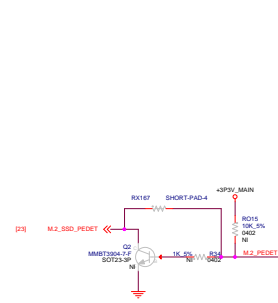 +3P3V_MAIN
RX167 SHORT-PAD-4
RO15
10K_5%
0402
NI
[23] M.2_SSD_PEDET
Q2
MMBT3904-7-F
SOT23-3P
NI
1K_5% R34
NI 0402
M.2_PEDET